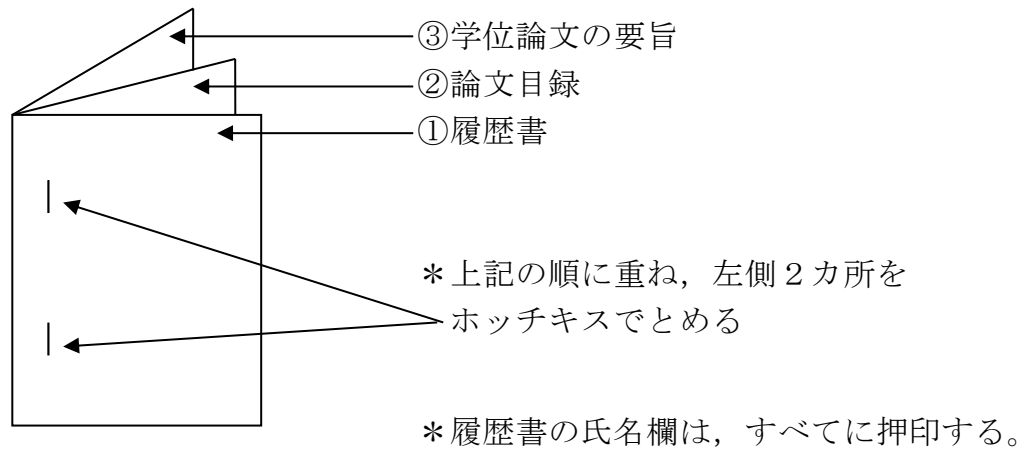 ③学位論文の要旨
②論文目録
①履歴書
＊上記の順に重ね，左側２カ所を
ホッチキスでとめる
＊履歴書の氏名欄は，すべてに押印する。